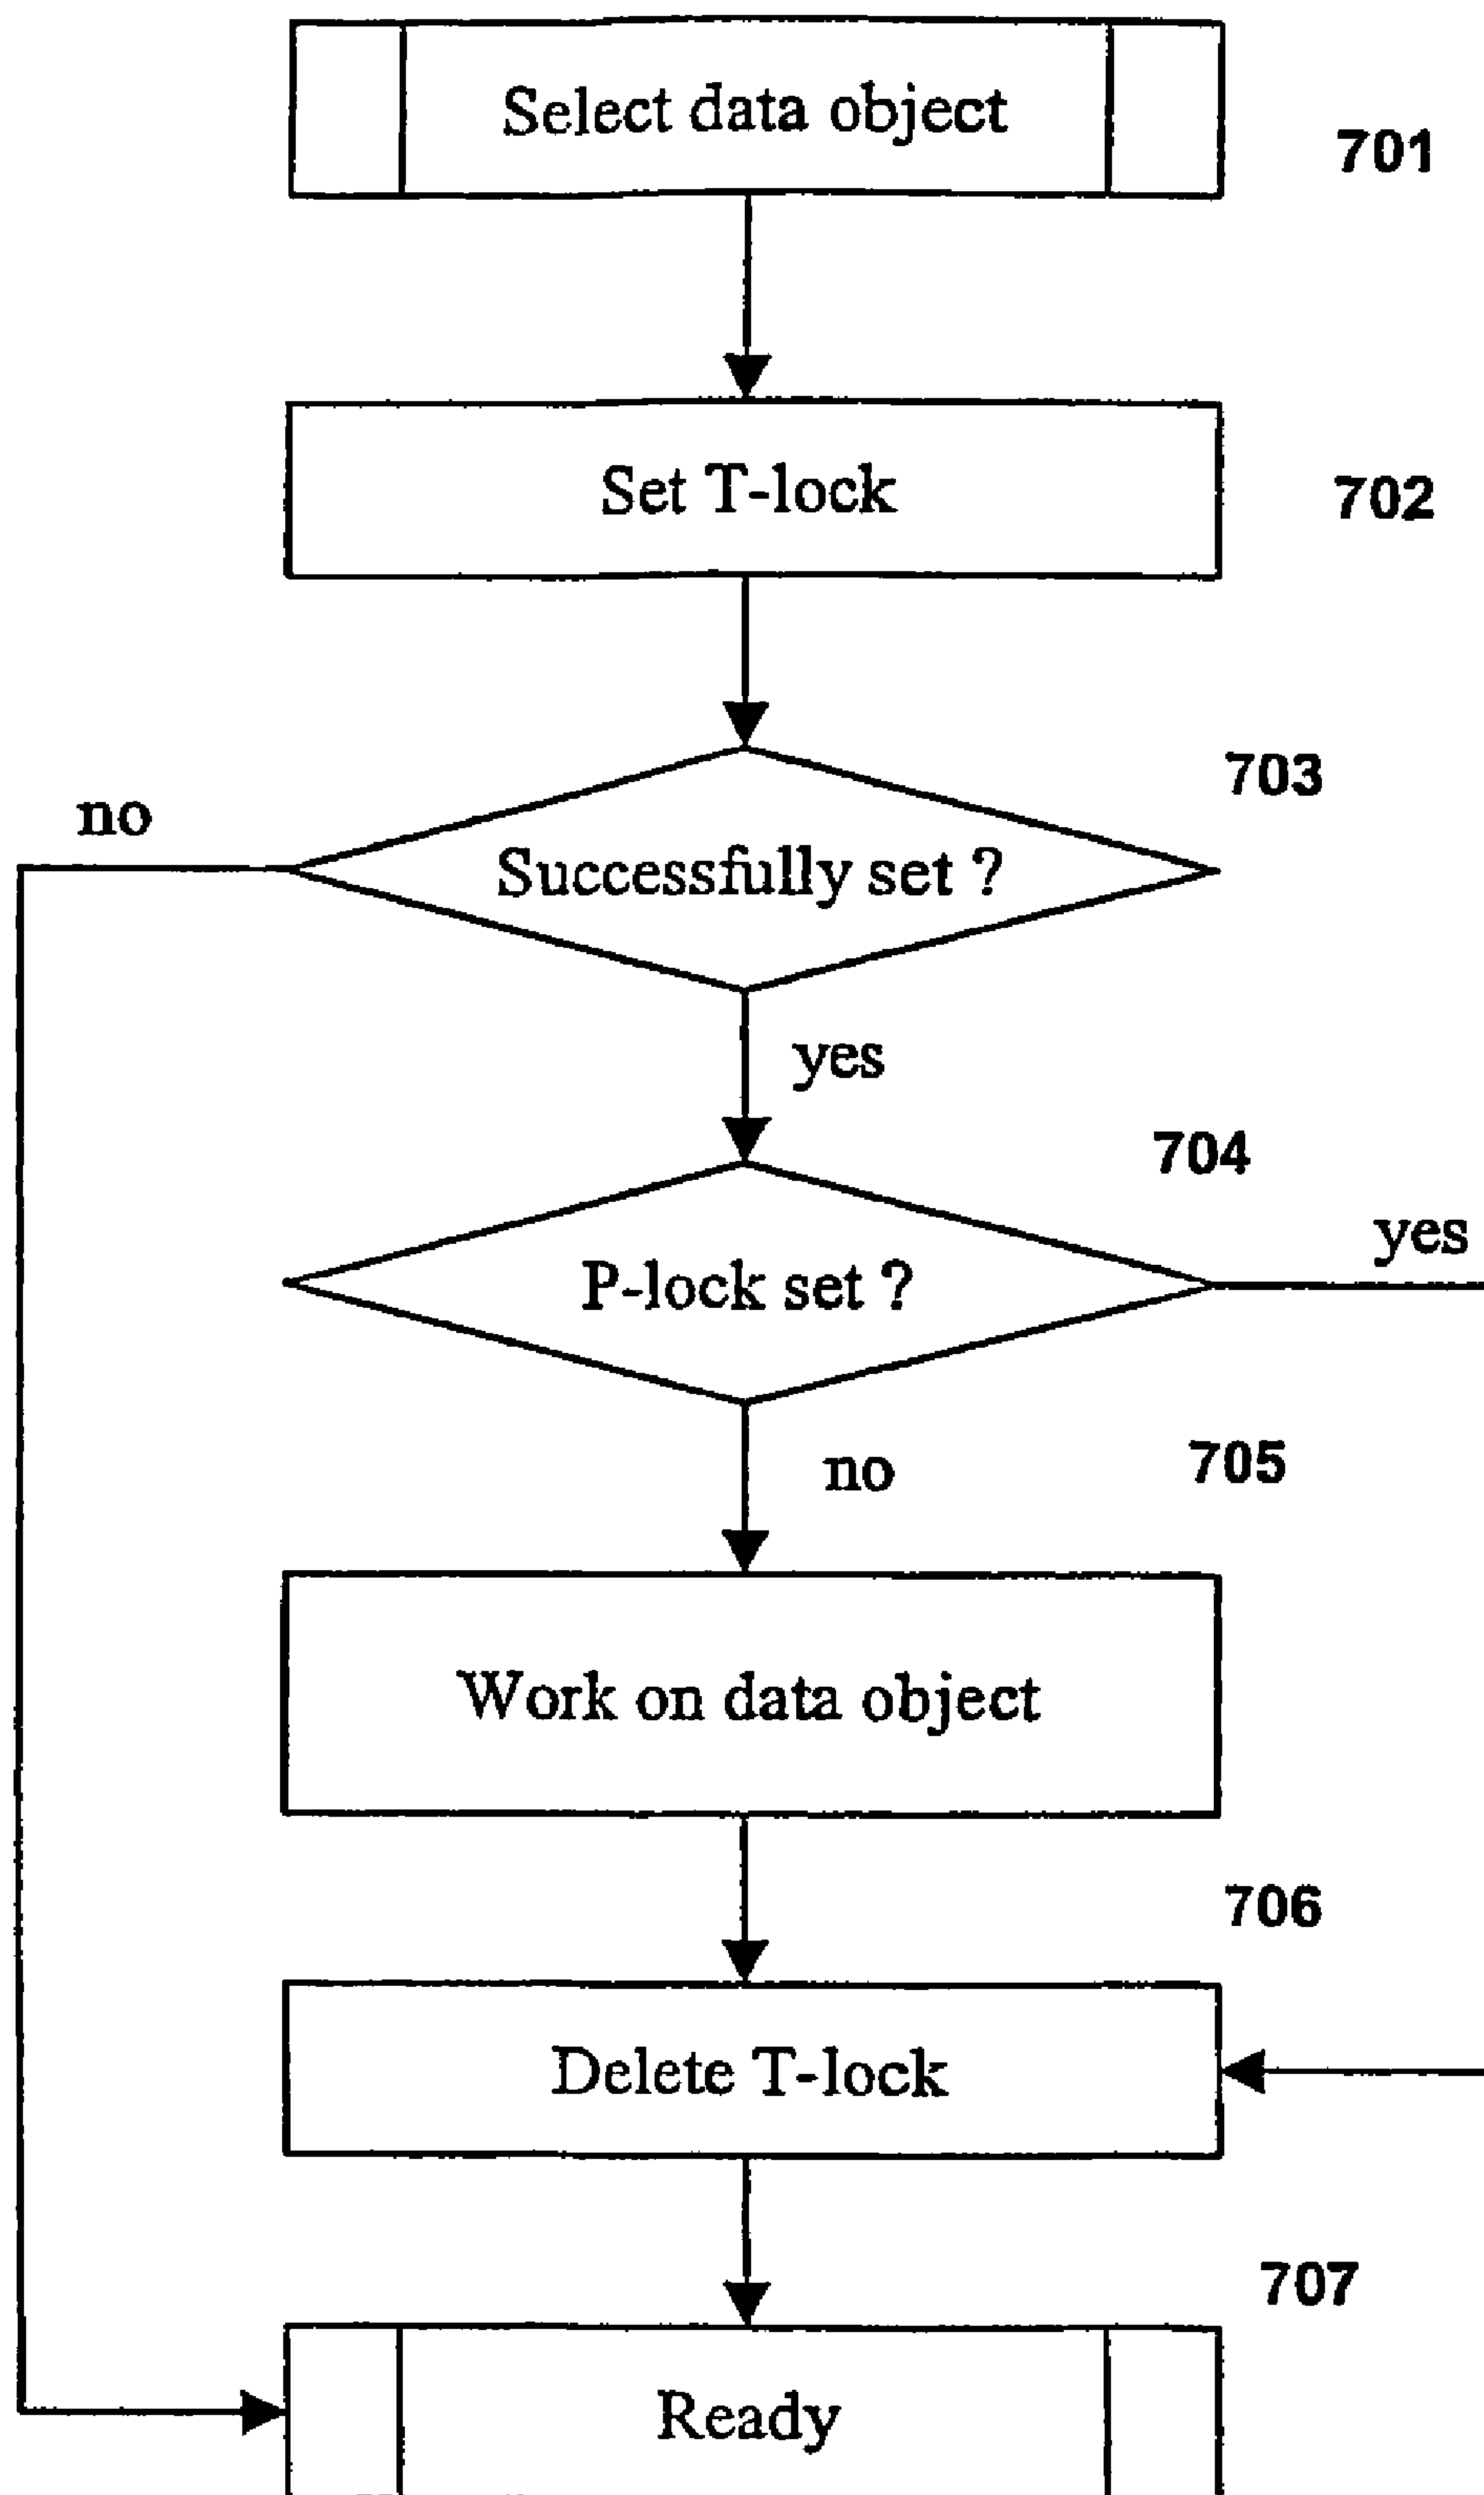 Select data object
701
Set T-lock
702
703
no
Successfully set ?
yes
704
yes
P-lock set ?
no
705
Work on data object
706
Delete T-lock
707
Ready